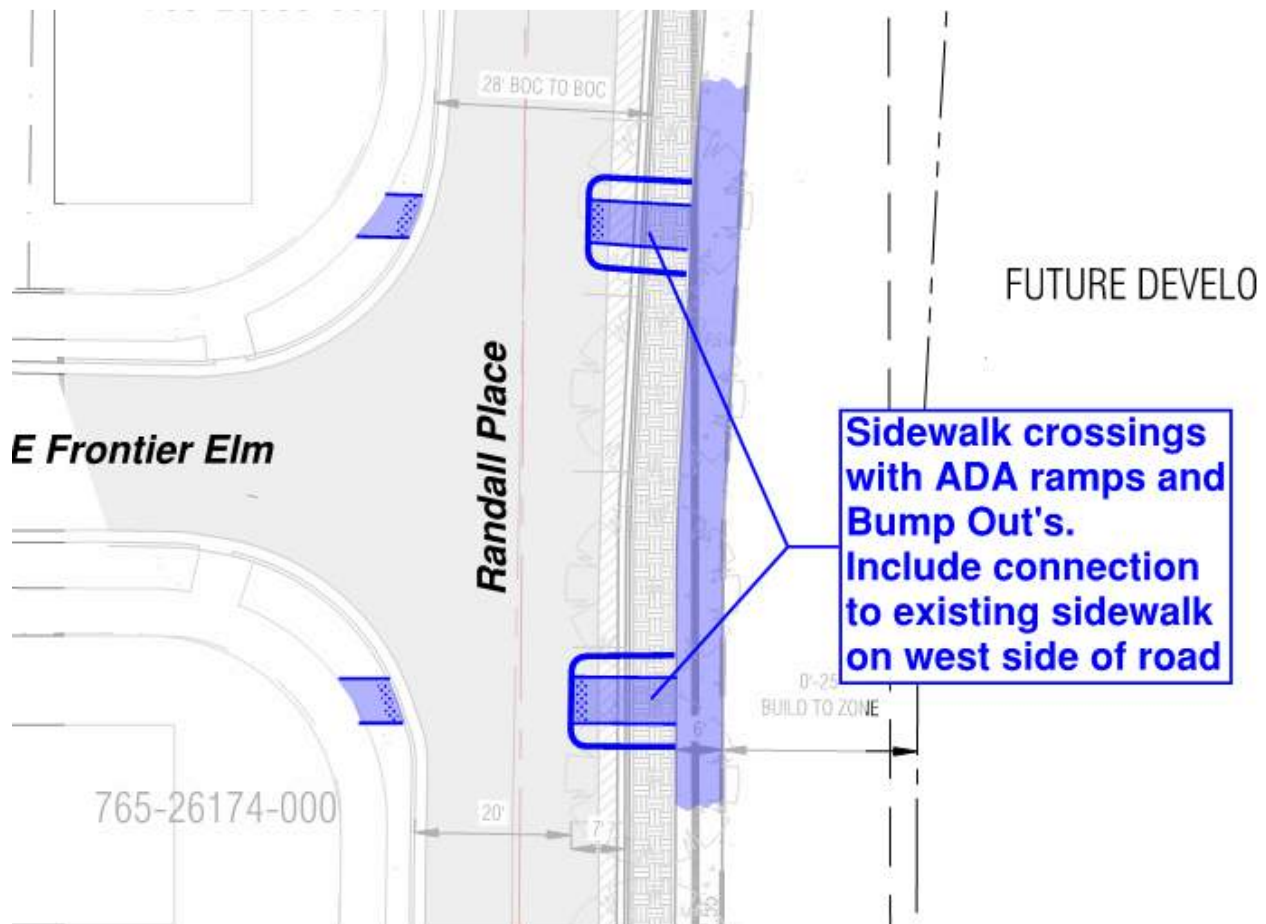 28' BOC TO BOC
FUTURE DEVELO
E Frontier Elm
Randall Place
Sidewalk crossings
with ADA ramps and
Bump Out's.
Include connection
to existing sidewalk
on west side of road
0'-25'
BUILD TO ZONE
765-26174-000
20'
7'
6'